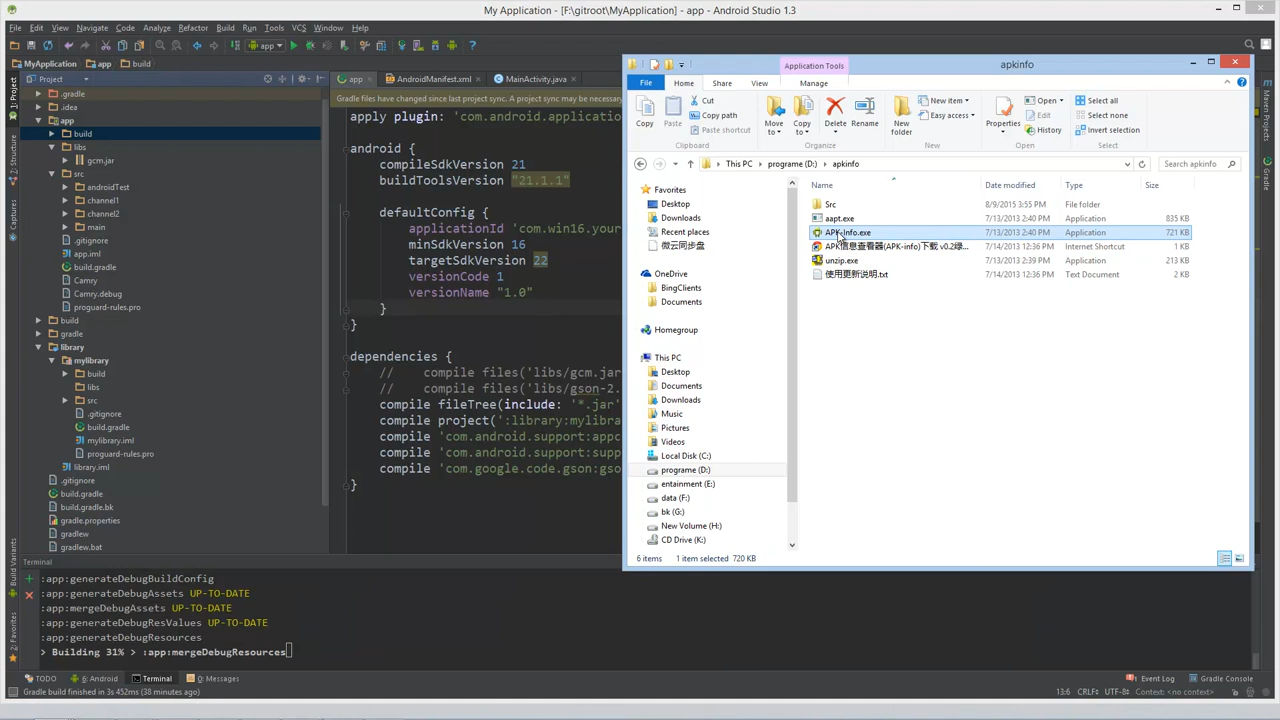 My Application - [F:\gitroot\MyApplication] - app - Android Studio 1.3
File Edit View Navigate Code Analyze Refactor Build Run Tools VCS Window Help
app
MyApplication app build
Project
app AndroidManifest.xml MainActivity.java
Gradle files have changed since last project sync. A project sync may be necessary
1: Project
Z: Structure
Captures
Build Variants
2: Favorites
.gradle
.idea
app
build
libs
gcm.jar
src
androidTest
channel1
channel2
main
.gitignore
app.iml
build.gradle
Camry
Camry.debug
proguard-rules.pro
build
gradle
library
mylibrary
build
libs
src
.gitignore
build.gradle
mylibrary.iml
proguard-rules.pro
library.iml
.gitignore
build.gradle
build.gradle.bk
gradle.properties
gradlew
gradlew.bat
apply plugin: 'com.android.application
android {
compileSdkVersion 21
buildToolsVersion "21.1.1"
defaultConfig {
applicationId 'com.win16.your
minSdkVersion 16
targetSdkVersion 22
versionCode 1
versionName "1.0"
}
}
dependencies {
// compile files('libs/gcm.jar
// compile files('libs/gson-2.
compile fileTree(include: '*.jar'
compile project(':library:mylibra
compile 'com.android.support:appc
compile 'com.android.support:supp
compile 'com.google.code.gson:gso
}
Application Tools
apkinfo
File Home Share View Manage
Copy Paste Cut Copy path Paste shortcut
Clipboard
Move to Copy to Delete Rename
Organize
New folder New item Easy access
New
Properties Open Edit History
Open
Select all Select none Invert selection
Select
This PC programe (D:) apkinfo
Search apkinfo
Name Date modified Type Size
Src 8/9/2015 3:55 PM File folder
aapt.exe 7/13/2013 2:40 PM Application 835 KB
APK-info.exe 7/13/2013 2:40 PM Application 721 KB
APK信息查看器(APK-info)下载 v0.2绿... 7/14/2013 12:36 PM Internet Shortcut 1 KB
unzip.exe 7/13/2013 2:39 PM Application 213 KB
使用更新说明.txt 7/14/2013 12:36 PM Text Document 2 KB
Favorites
Desktop
Downloads
Recent places
微云同步盘
OneDrive
BingClients
Documents
Homegroup
This PC
Desktop
Documents
Downloads
Music
Pictures
Videos
Local Disk (C:)
programe (D:)
entainment (E:)
data (F:)
bk (G:)
New Volume (H:)
CD Drive (K:)
6 items 1 item selected 720 KB
Terminal
:app:generateDebugBuildConfig
:app:generateDebugAssets UP-TO-DATE
:app:mergeDebugAssets UP-TO-DATE
:app:generateDebugResValues UP-TO-DATE
:app:generateDebugResources
> Building 31% > :app:mergeDebugResources
TODO 6: Android Terminal 0: Messages Event Log Gradle Console
Gradle build finished in 3s 452ms (38 minutes ago) 13:6 CRLF÷ UTF-8÷ Context: <no context>